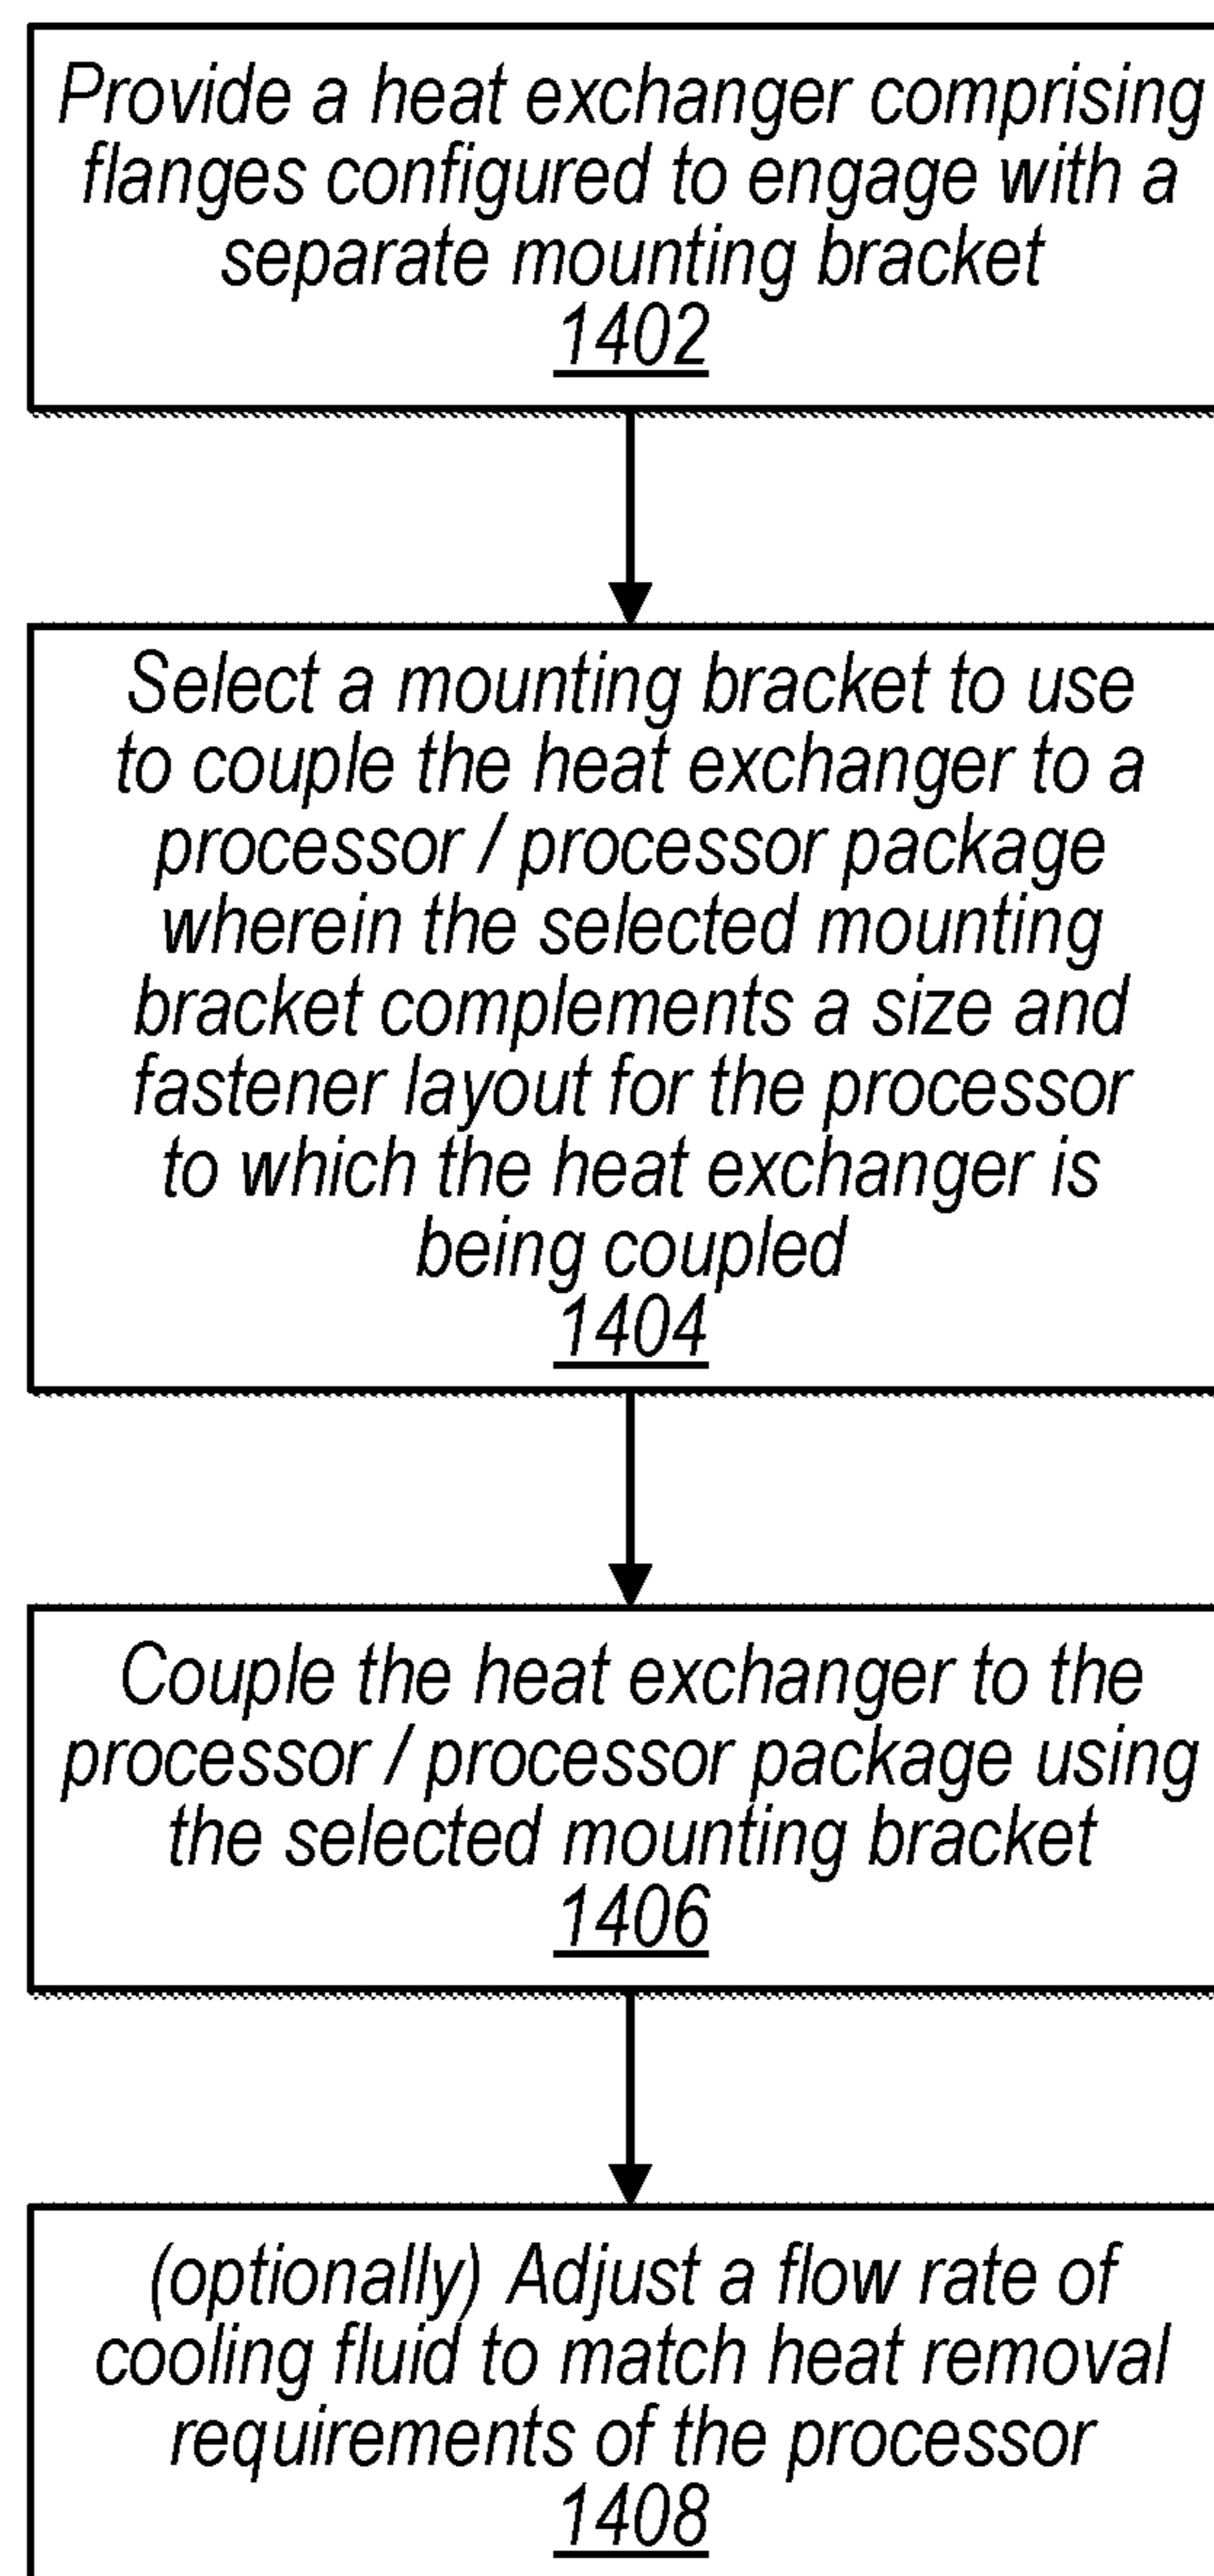 Provide a heat exchanger comprising
flanges configured to engage with a
separate mounting bracket
1402
Select a mounting bracket to use
to couple the heat exchanger to a
processor / processor package
wherein the selected mounting
bracket complements a size and
fastener layout for the processor
to which the heat exchanger is
being coupled
1404
Couple the heat exchanger to the
processor / processor package using
the selected mounting bracket
1406
(optionally) Adjust a flow rate of
cooling fluid to match heat removal
requirements of the processor
1408